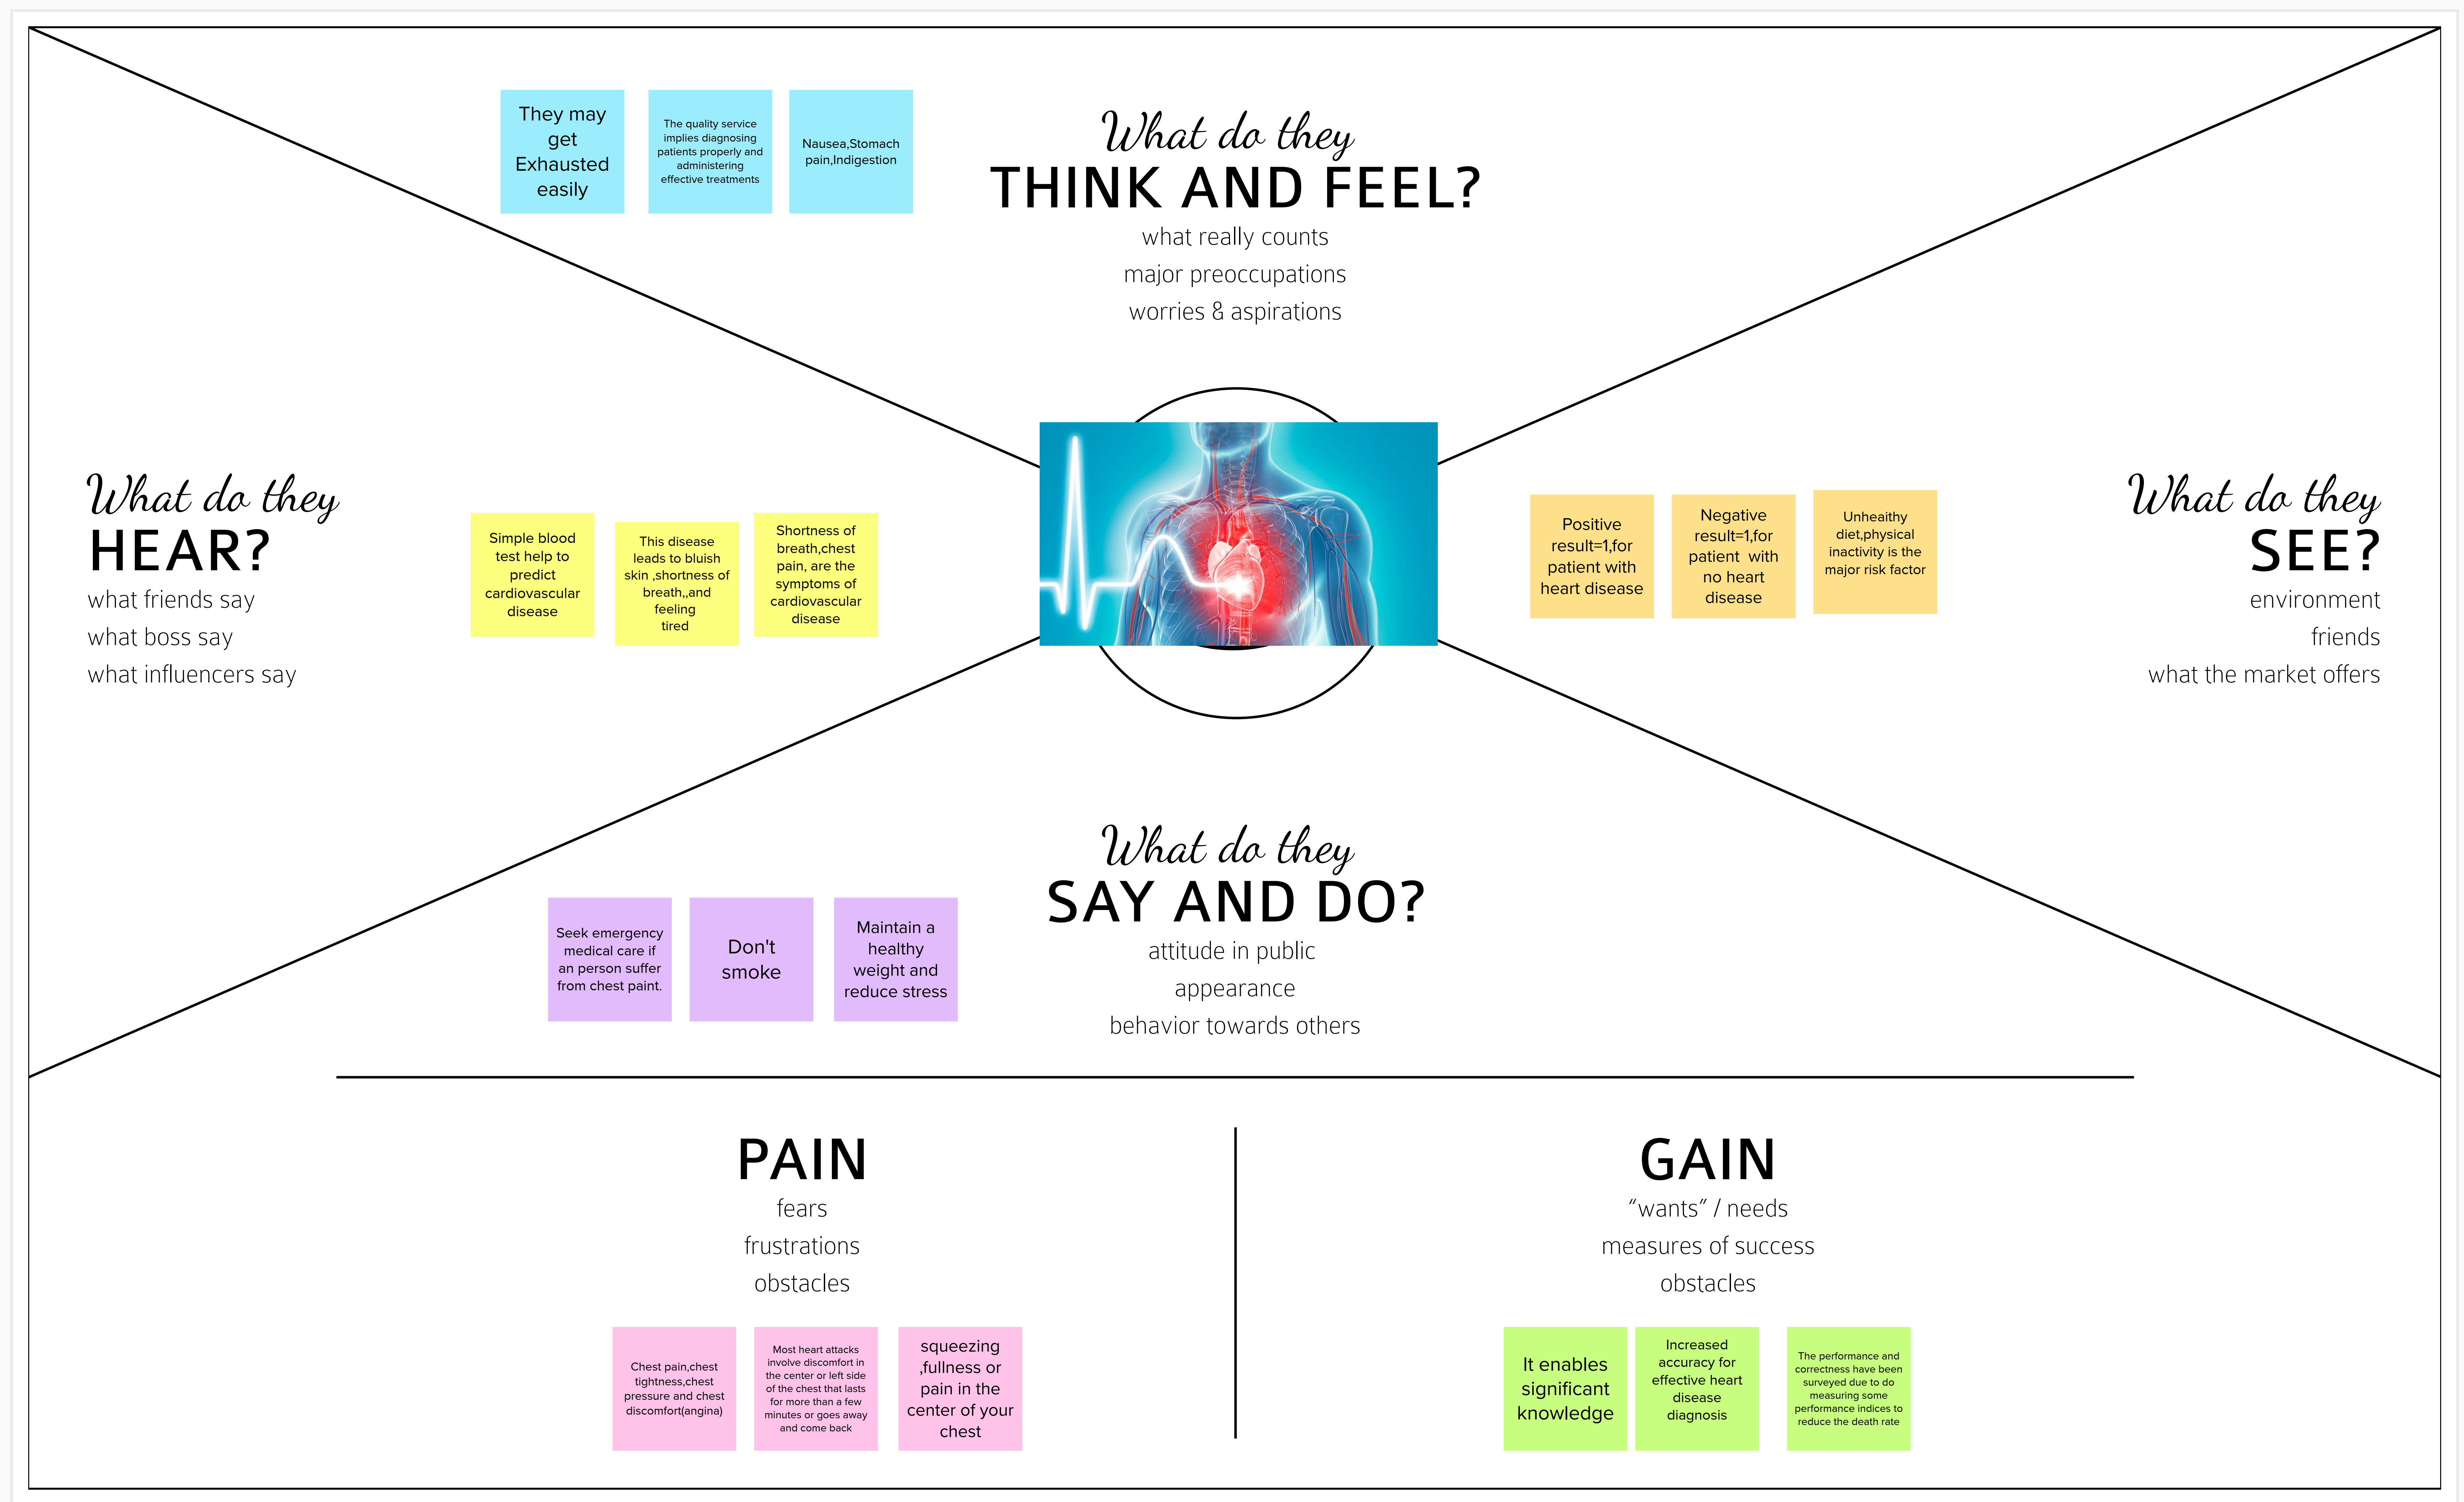 They may
get
Exhausted
easily
The quality service
implies diagnosing
patients properly and
administering
effective treatments
Nausea,Stomach
pain,Indigestion
What do they
THINK AND FEEL?
what really counts
major preoccupations
worries & aspirations
What do they
HEAR?
what friends say
what boss say
what influencers say
Simple blood
test help to
predict
cardiovascular
disease
This disease
leads to bluish
skin ,shortness of
breath,,and
feeling
tired
Shortness of
breath,chest
pain, are the
symptoms of
cardiovascular
disease
Positive
result=1,for
patient with
heart disease
Negative
result=1,for
patient with
no heart
disease
Unheaithy
diet,physical
inactivity is the
major risk factor
What do they
SEE?
environment
friends
what the market offers
What do they
SAY AND DO?
attitude in public
appearance
behavior towards others
Seek emergency
medical care if
an person suffer
from chest paint.
Don't
smoke
Maintain a
healthy
weight and
reduce stress
PAIN
fears
frustrations
obstacles
Chest pain,chest
tightness,chest
pressure and chest
discomfort(angina)
Most heart attacks
involve discomfort in
the center or left side
of the chest that lasts
for more than a few
minutes or goes away
and come back
squeezing
,fullness or
pain in the
center of your
chest
GAIN
“wants” / needs
measures of success
obstacles
It enables
significant
knowledge
Increased
accuracy for
effective heart
disease
diagnosis
The performance and
correctness have been
surveyed due to do
measuring some
performance indices to
reduce the death rate